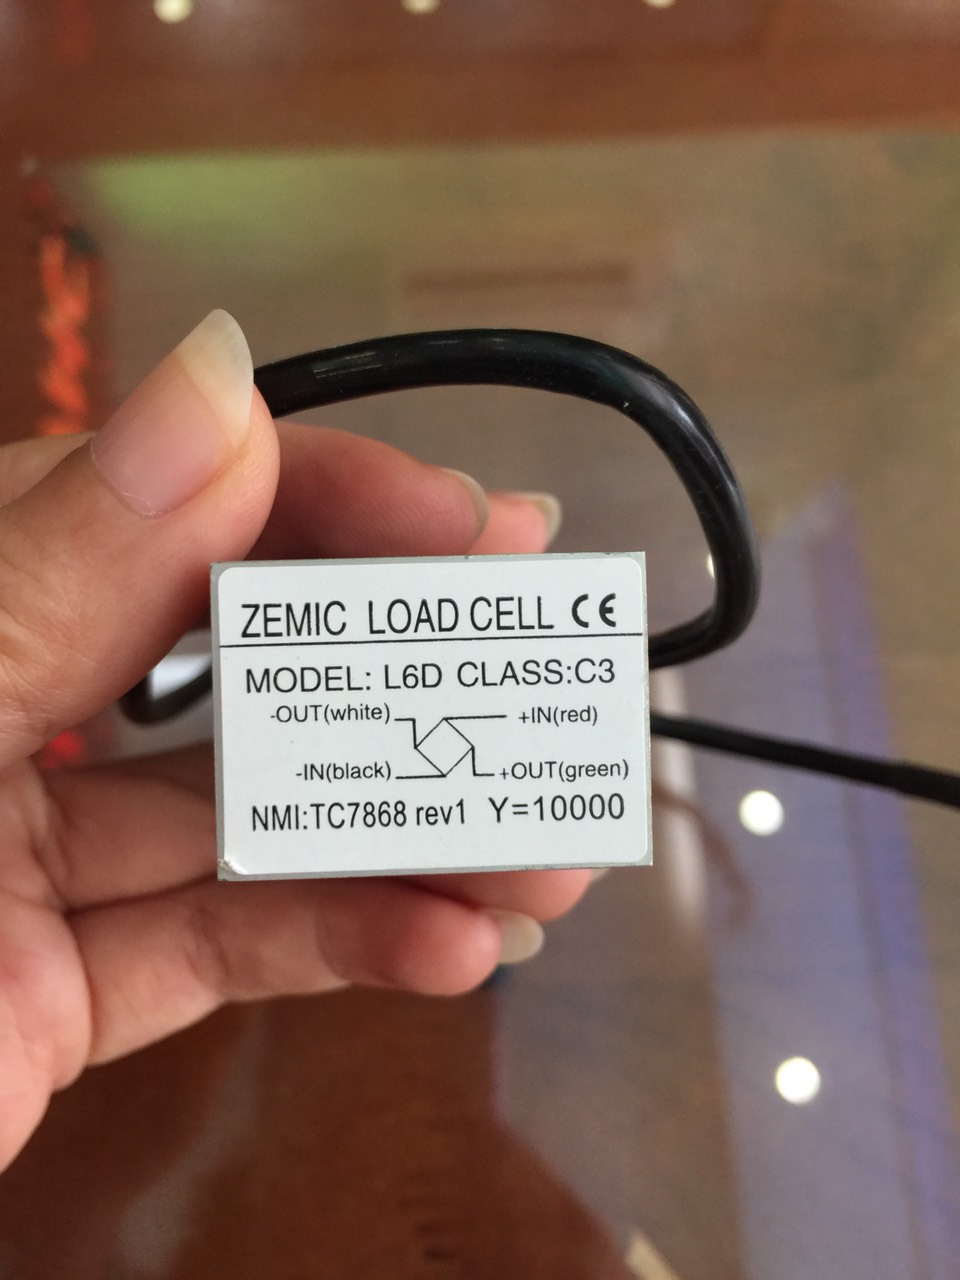 ZEMIC LOAD CELL CE
MODEL: L6D CLASS:C3
-OUT(white) +IN(red)
-IN(black) +OUT(green)
NMI:TC7868 rev1 Y=10000